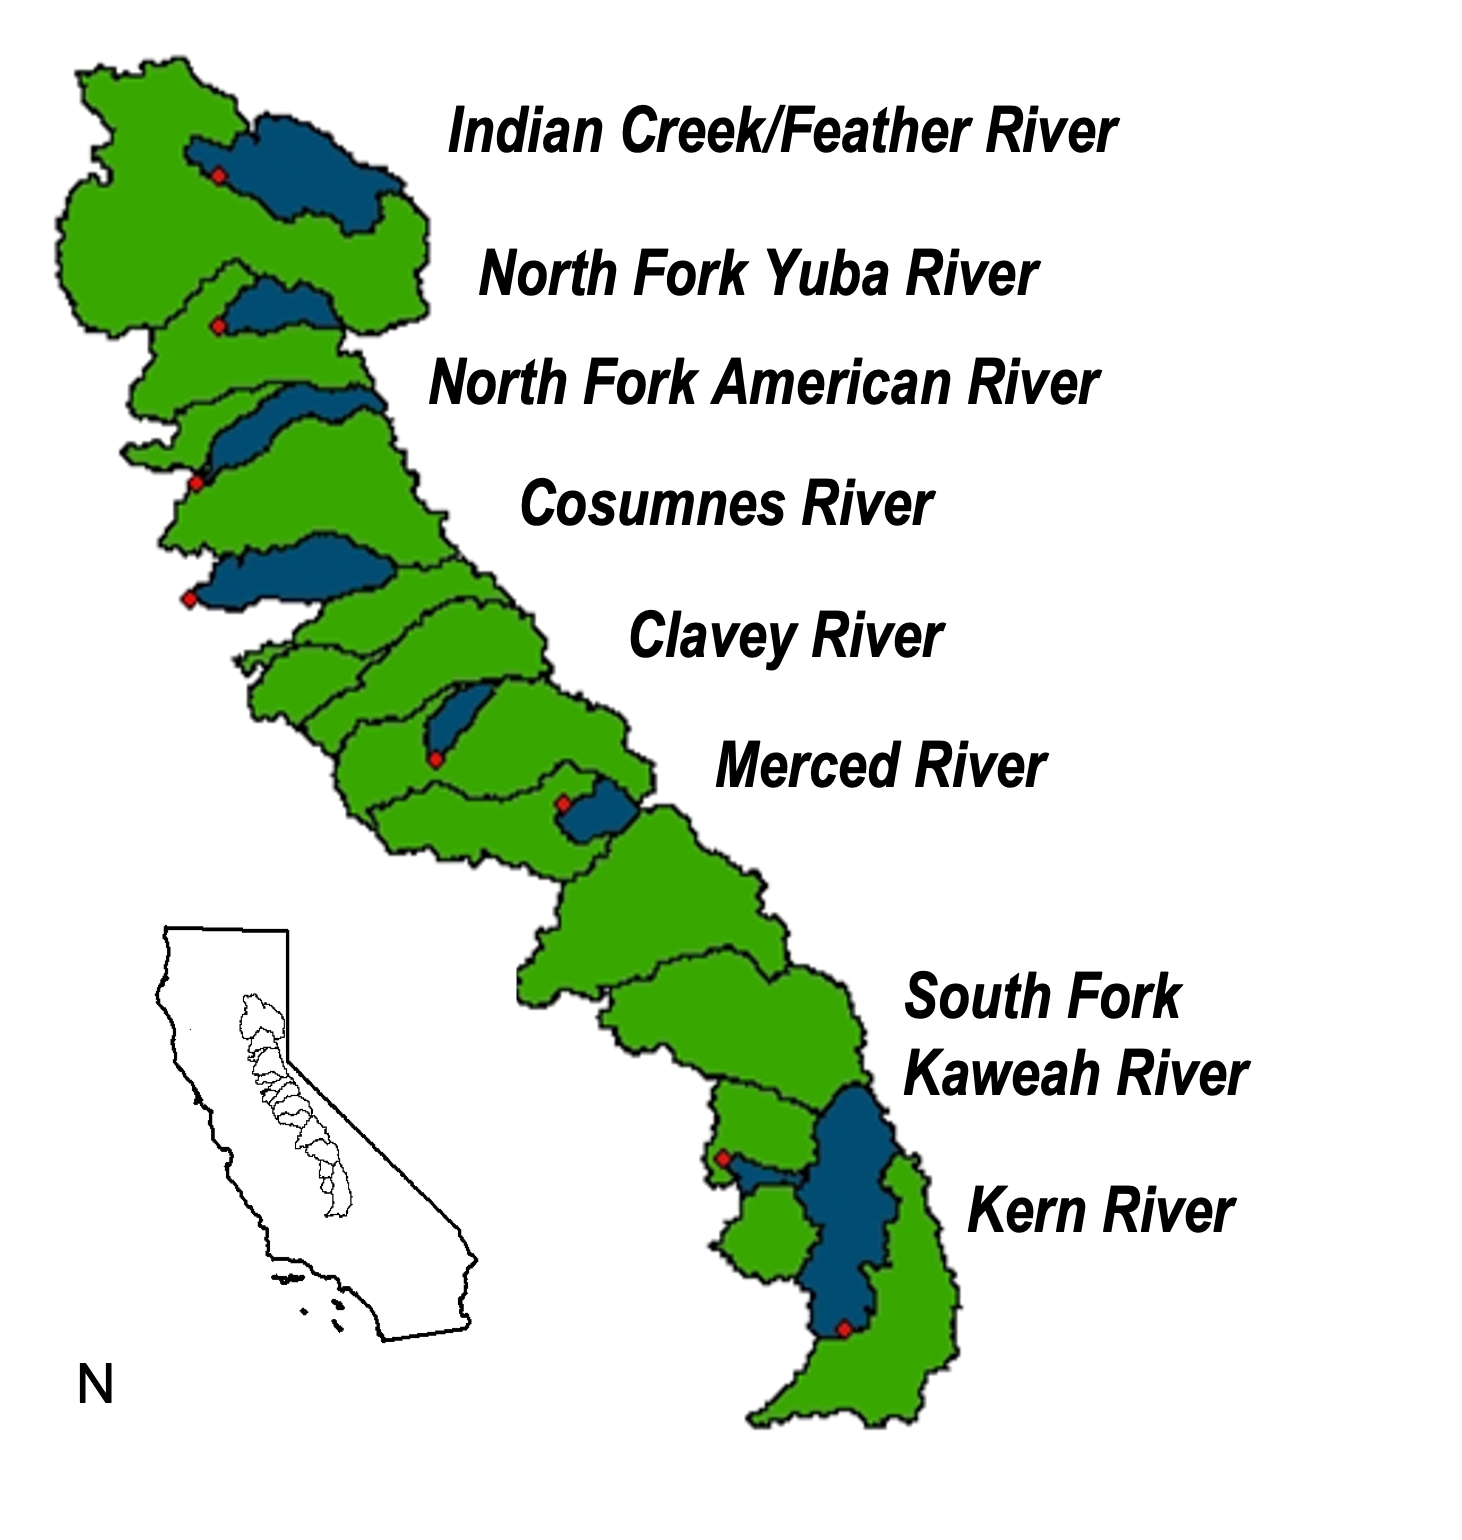 Indian Creek/Feather River
North Fork Yuba River
North Fork American River
Cosumnes River
Clavey River
Merced River
South Fork
Kaweah River
Kern River
N